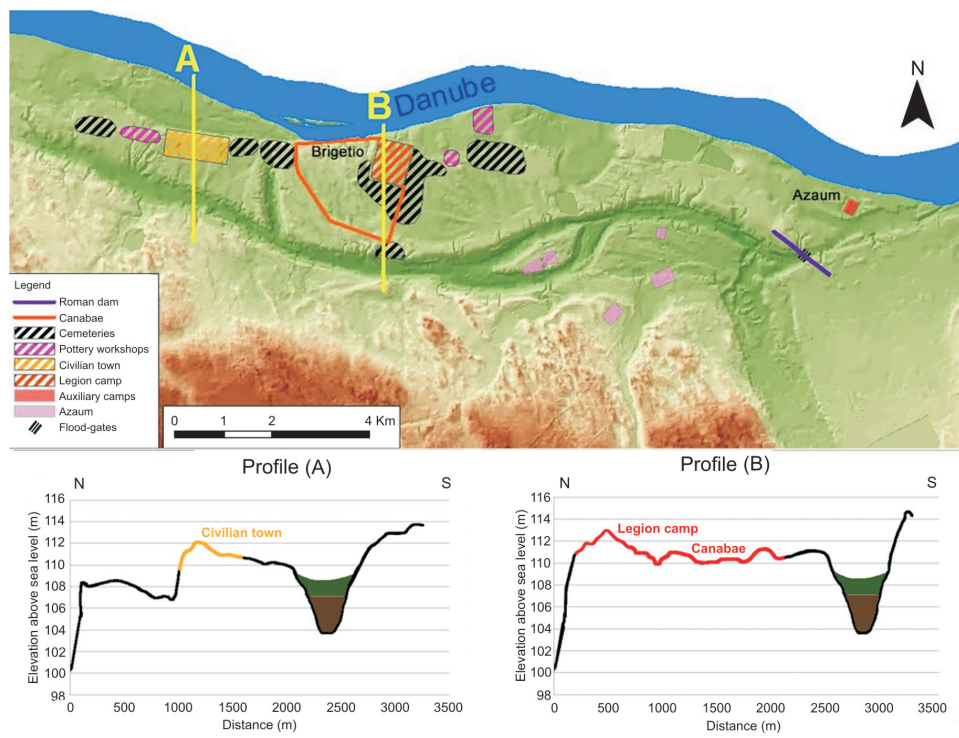 A
B
Danube
N
Brigetio
Azaum
Legend
Roman dam
Canabae
Cemeteries
Pottery workshops
Civilian town
Legion camp
Auxiliary camps
Azaum
Flood-gates
0 1 2 4 Km
Profile (A)
N S
116
114
112
110
108
106
104
102
100
98
Elevation above sea level (m)
Civilian town
0 500 1000 1500 2000 2500 3000 3500
Distance (m)
Profile (B)
N S
116
114
112
110
108
106
104
102
100
98
Elevation above sea level (m)
Legion camp
Canabae
0 500 1000 1500 2000 2500 3000 3500
Distance (m)